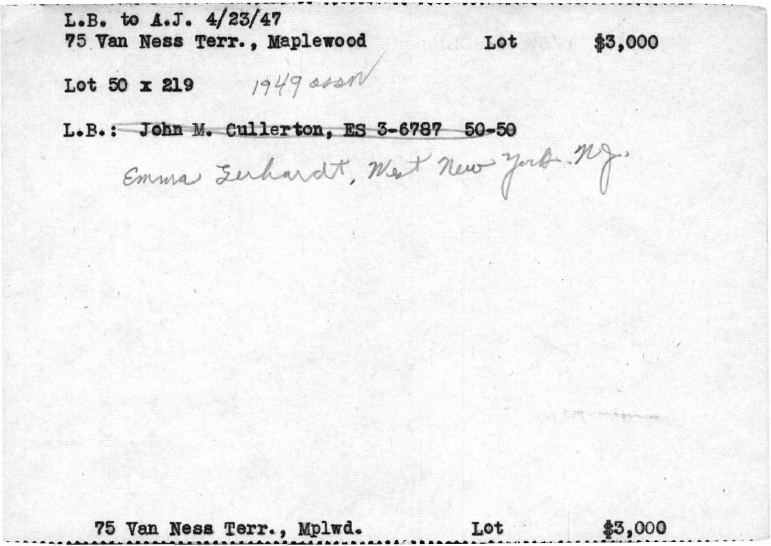 L.B. to A.J. 4/23/47
75 Van Ness Terr., Maplewood Lot $3,000
Lot 50 x 219 1949 assn
L.B.: John M. Cullerton, ES 3-6787 50-50
Emma Gerhardt, West New York. NJ.
75 Van Ness Terr., Mplwd. Lot $3,000